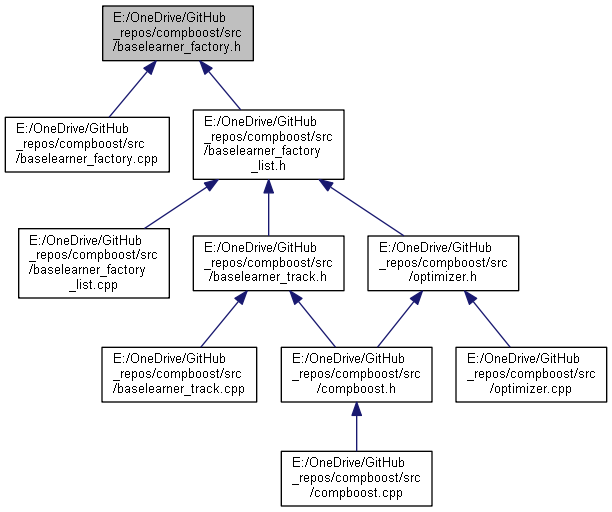 E:/OneDrive/GitHub
_repos/compboost/src
/baselearner_factory.h
E:/OneDrive/GitHub
_repos/compboost/src
/baselearner_factory.cpp
E:/OneDrive/GitHub
_repos/compboost/src
/baselearner_factory
_list.h
E:/OneDrive/GitHub
_repos/compboost/src
/baselearner_factory
_list.cpp
E:/OneDrive/GitHub
_repos/compboost/src
/baselearner_track.h
E:/OneDrive/GitHub
_repos/compboost/src
/optimizer.h
E:/OneDrive/GitHub
_repos/compboost/src
/baselearner_track.cpp
E:/OneDrive/GitHub
_repos/compboost/src
/compboost.h
E:/OneDrive/GitHub
_repos/compboost/src
/optimizer.cpp
E:/OneDrive/GitHub
_repos/compboost/src
/compboost.cpp